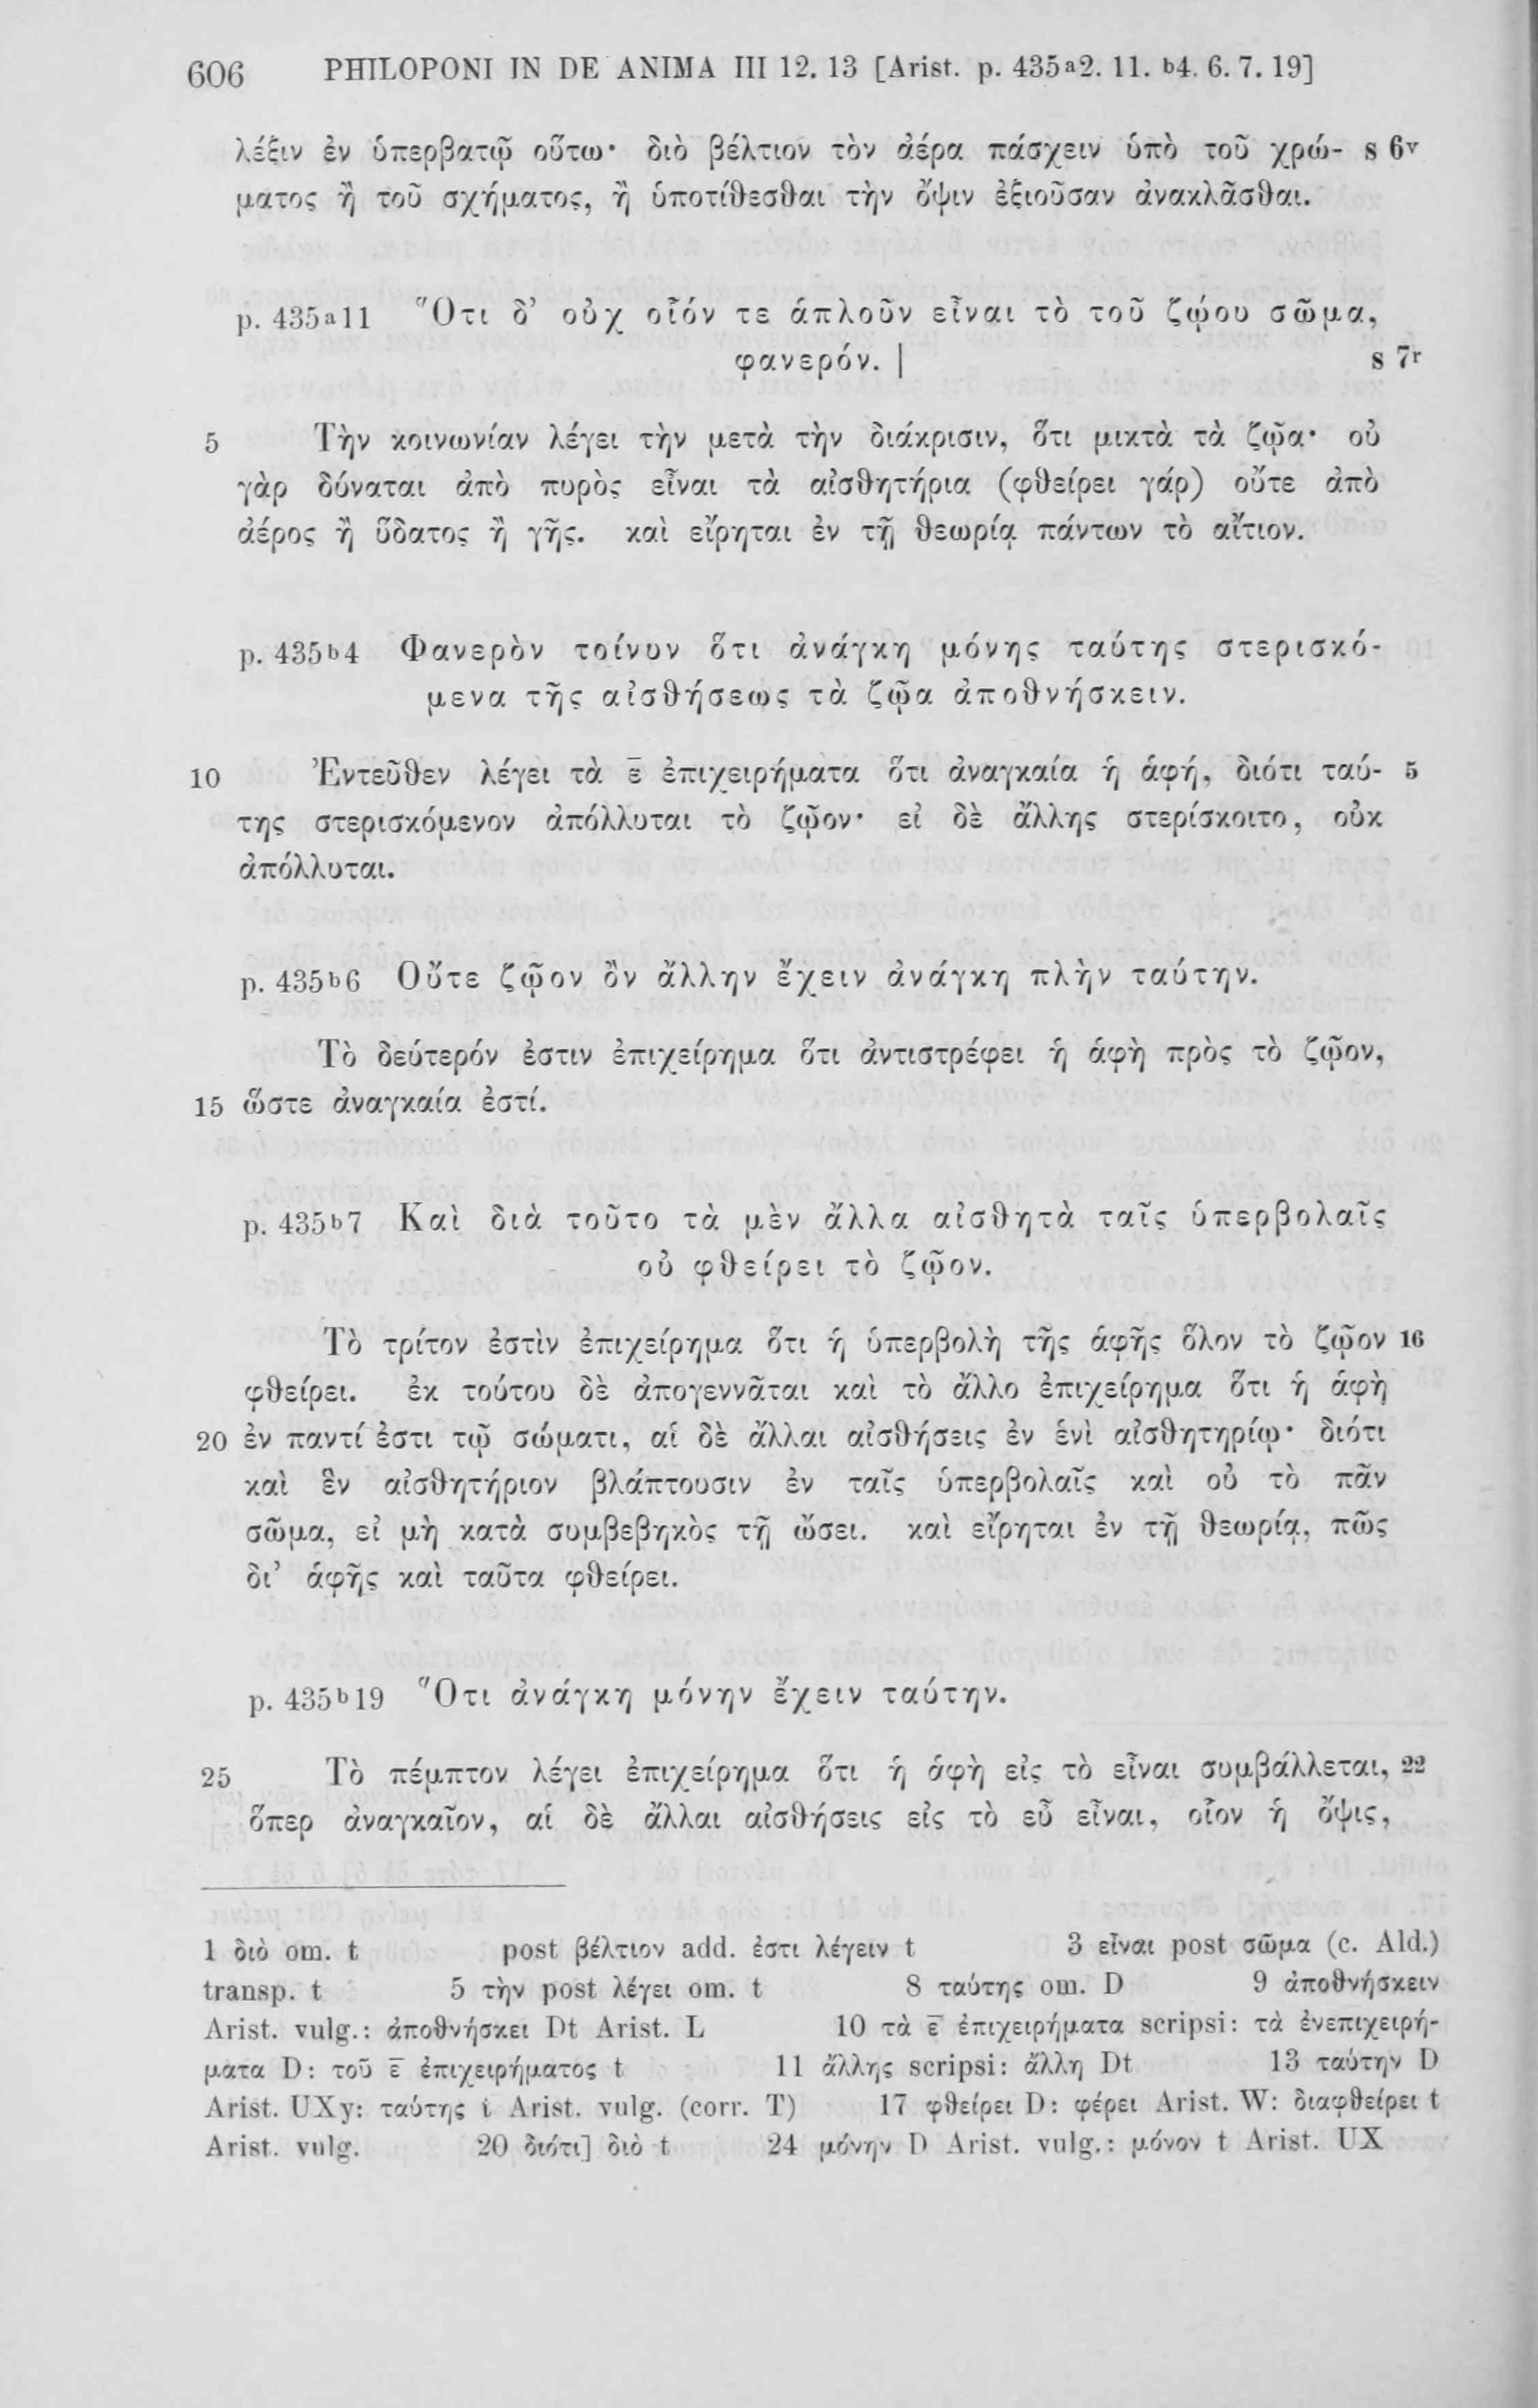 606 PHILOPONI IN DE ANIMA III 12. 13 [Arist. p. 435a2. 11. b4. 6. 7. 19]
λέξιν ἐν ὑπερβατῷ οὕτω· διὸ βέλτιον τὸν ἀέρα πάσχειν ὑπὸ τοῦ χρώ- s 6v
ματος ἢ τοῦ σχήματος, ἢ ὑποτίθεσθαι τὴν ὄψιν ἐξιοῦσαν ἀνακλᾶσθαι.
p. 435a11 Ὅτι δ’ οὐχ οἷόν τε ἁπλοῦν εἶναι τὸ τοῦ ζῴου σῶμα,
φανερόν. | s 7r
5 Τὴν κοινωνίαν λέγει τὴν μετὰ τὴν διάκρισιν, ὅτι μικτὰ τὰ ζῷα· οὐ
γὰρ δύναται ἀπὸ πυρὸς εἶναι τὰ αἰσθητήρια (φθείρει γάρ) οὔτε ἀπὸ
ἀέρος ἢ ὕδατος ἢ γῆς. καὶ εἴρηται ἐν τῇ θεωρίᾳ πάντων τὸ αἴτιον.
p. 435b4 Φανερὸν τοίνυν ὅτι ἀνάγκη μόνης ταύτης στερισκό-
μενα τῆς αἰσθήσεως τὰ ζῷα ἀποθνήσκειν.
10 Ἐντεῦθεν λέγει τὰ ε̄ ἐπιχειρήματα ὅτι ἀναγκαία ἡ ἁφή, διότι ταύ- 5
της στερισκόμενον ἀπόλλυται τὸ ζῷον· εἰ δὲ ἄλλης στερίσκοιτο, οὐκ
ἀπόλλυται.
p. 435b6 Οὔτε ζῷον ὂν ἄλλην ἔχειν ἀνάγκη πλὴν ταύτην.
Τὸ δεύτερόν ἐστιν ἐπιχείρημα ὅτι ἀντιστρέφει ἡ ἁφὴ πρὸς τὸ ζῷον,
15 ὥστε ἀναγκαία ἐστί.
p. 435b7 Καὶ διὰ τοῦτο τὰ μὲν ἄλλα αἰσθητὰ ταῖς ὑπερβολαῖς
οὐ φθείρει τὸ ζῷον.
Τὸ τρίτον ἐστὶν ἐπιχείρημα ὅτι ἡ ὑπερβολὴ τῆς ἁφῆς ὅλον τὸ ζῷον 16
φθείρει. ἐκ τούτου δὲ ἀπογεννᾶται καὶ τὸ ἄλλο ἐπιχείρημα ὅτι ἡ ἁφὴ
20 ἐν παντί ἐστι τῷ σώματι, αἱ δὲ ἄλλαι αἰσθήσεις ἐν ἑνὶ αἰσθητηρίῳ· διότι
καὶ ἓν αἰσθητήριον βλάπτουσιν ἐν ταῖς ὑπερβολαῖς καὶ οὐ τὸ πᾶν
σῶμα, εἰ μὴ κατὰ συμβεβηκὸς τῇ ὤσει. καὶ εἴρηται ἐν τῇ θεωρίᾳ, πῶς
δι’ ἁφῆς καὶ ταῦτα φθείρει.
p. 435b19 Ὅτι ἀνάγκη μόνην ἔχειν ταύτην.
25 Τὸ πέμπτον λέγει ἐπιχείρημα ὅτι ἡ ἁφὴ εἰς τὸ εἶναι συμβάλλεται, 22
ὅπερ ἀναγκαῖον, αἱ δὲ ἄλλαι αἰσθήσεις εἰς τὸ εὖ εἶναι, οἷον ἡ ὄψις,
1 διὸ om. t post βέλτιον add. ἐστι λέγειν t 3 εἶναι post σῶμα (c. Ald.)
transp. t 5 τὴν post λέγει om. t 8 ταύτης om. D 9 ἀποθνήσκειν
Arist. vulg.: ἀποθνήσκει Dt Arist. L 10 τὰ ε̄ ἐπιχειρήματα scripsi: τὰ ἐνεπιχειρή-
ματα D: τοῦ ε̄ ἐπιχειρήματος t 11 ἄλλης scripsi: ἄλλη Dt 13 ταύτην D
Arist. UXy: ταύτης t Arist. vulg. (corr. T) 17 φθείρει D: φέρει Arist. W: διαφθείρει t
Arist. vulg. 20 διότι] διὸ t 24 μόνην D Arist. vulg.: μόνον t Arist. UX